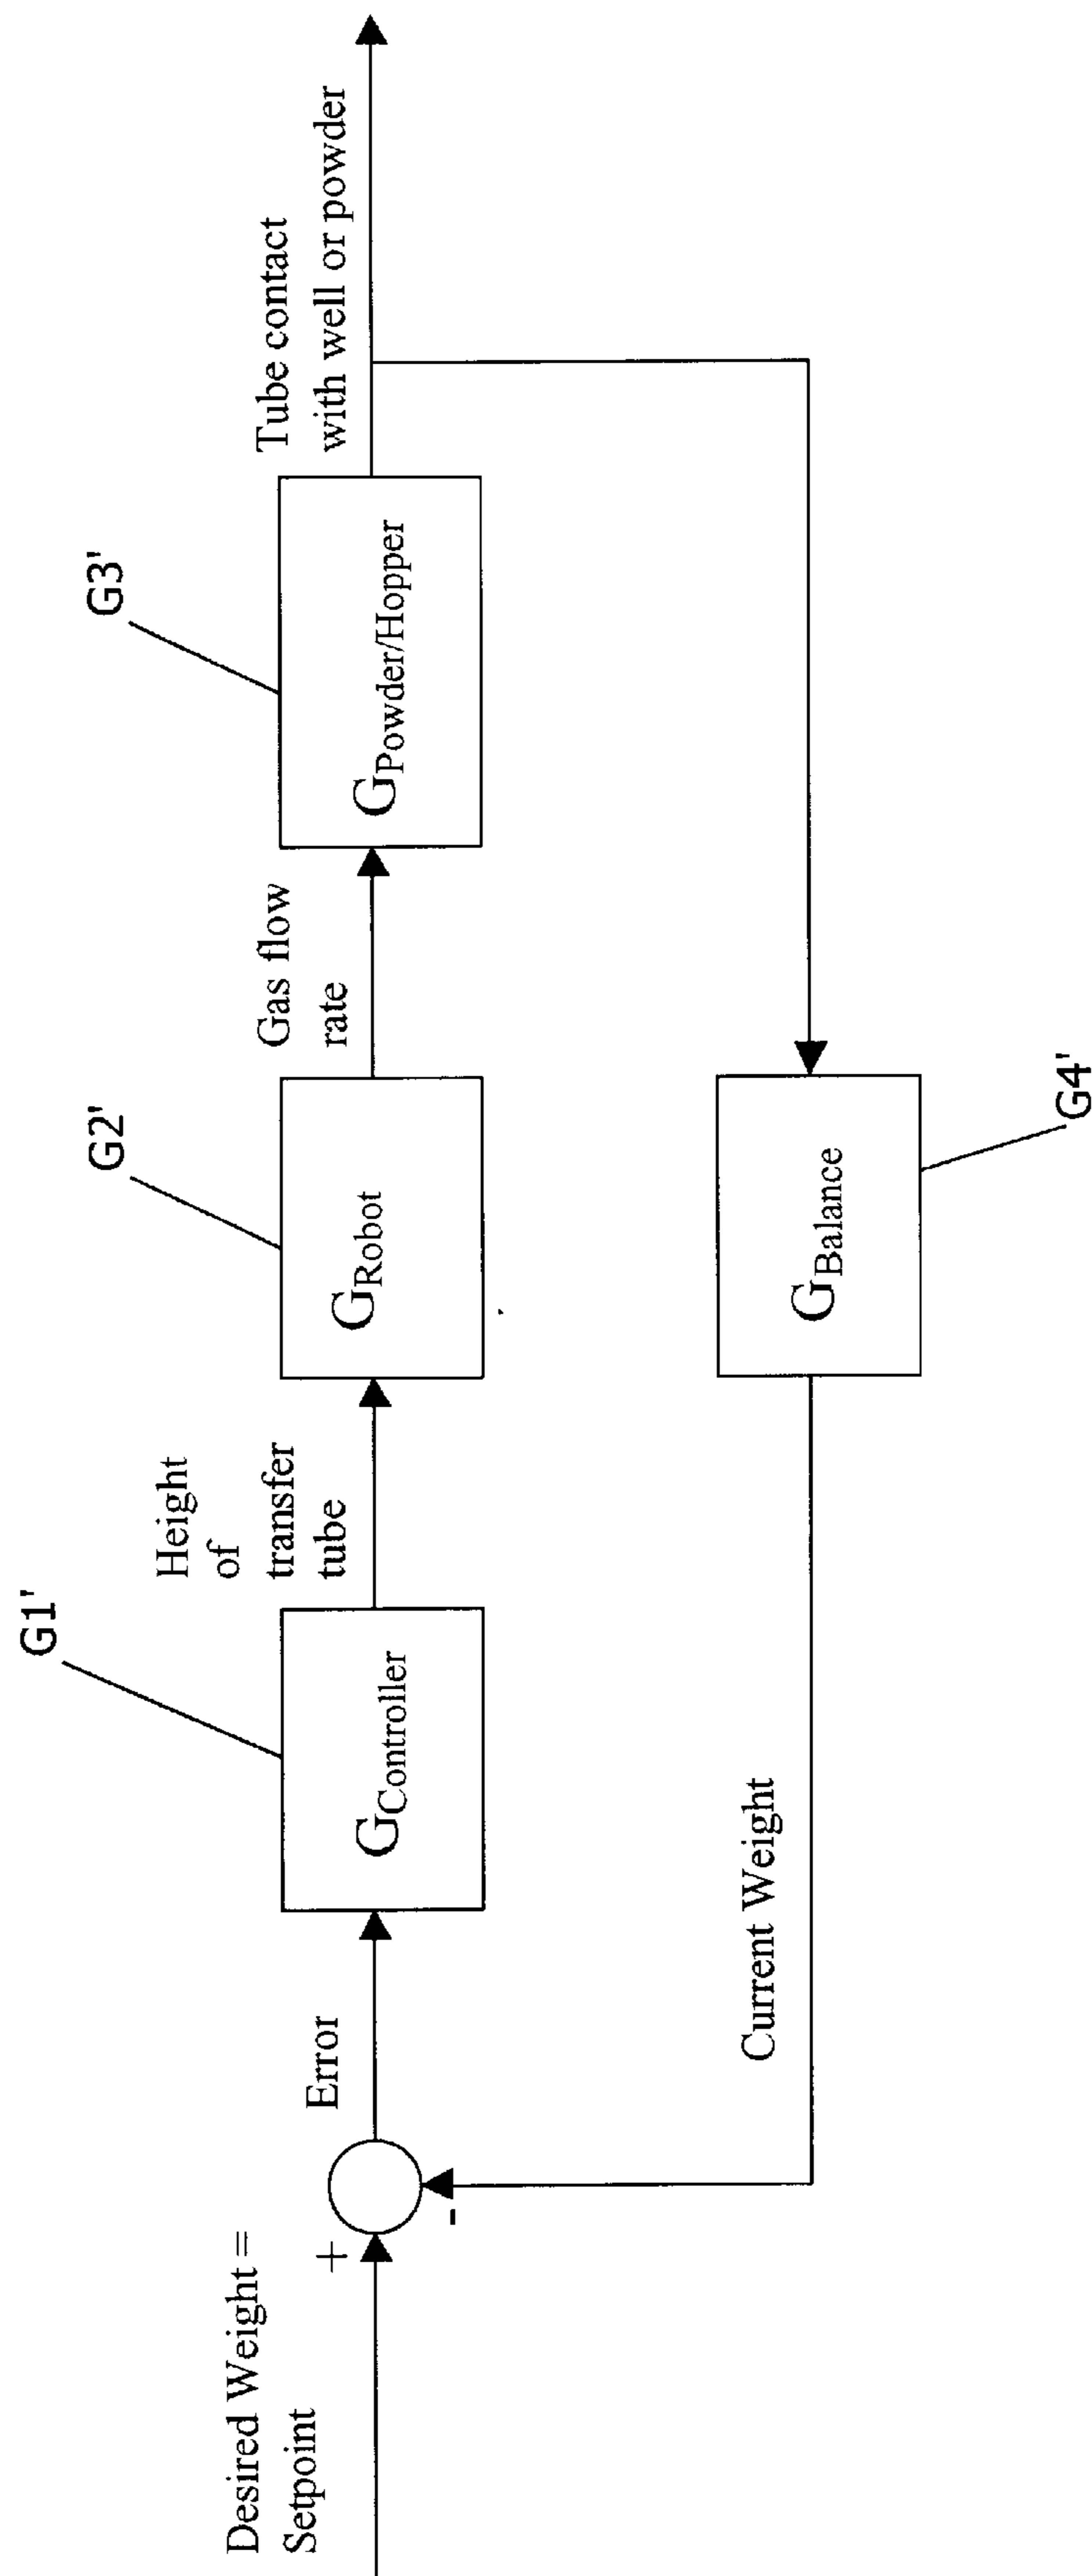 Desired Weight =
Setpoint
+
-
Error
G1'
GController
Height
of
transfer
tube
G2'
GRobot
Gas flow
rate
G3'
GPowder/Hopper
Tube contact
with well or powder
Current Weight
GBalance
G4'